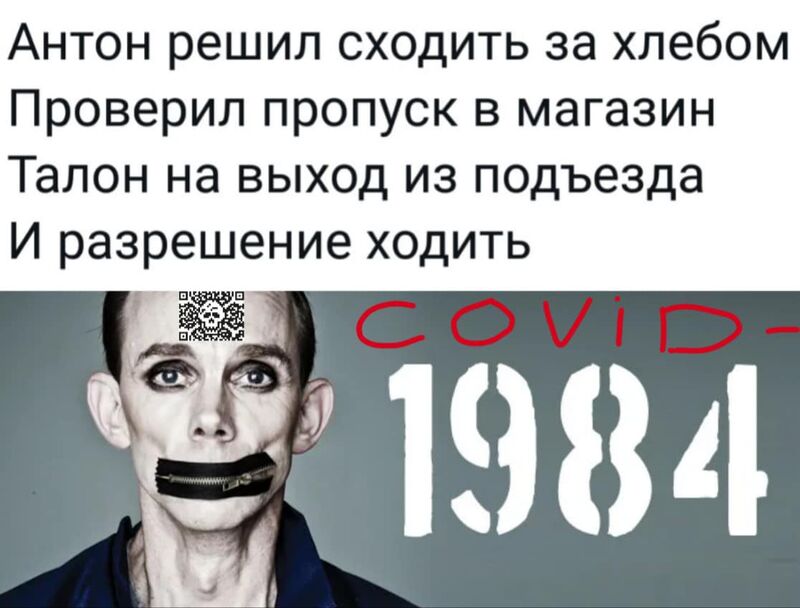 Антон решил сходить за хлебом
Проверил пропуск в магазин
Талон на выход из подъезда
И разрешение ходить
COViD-
1984